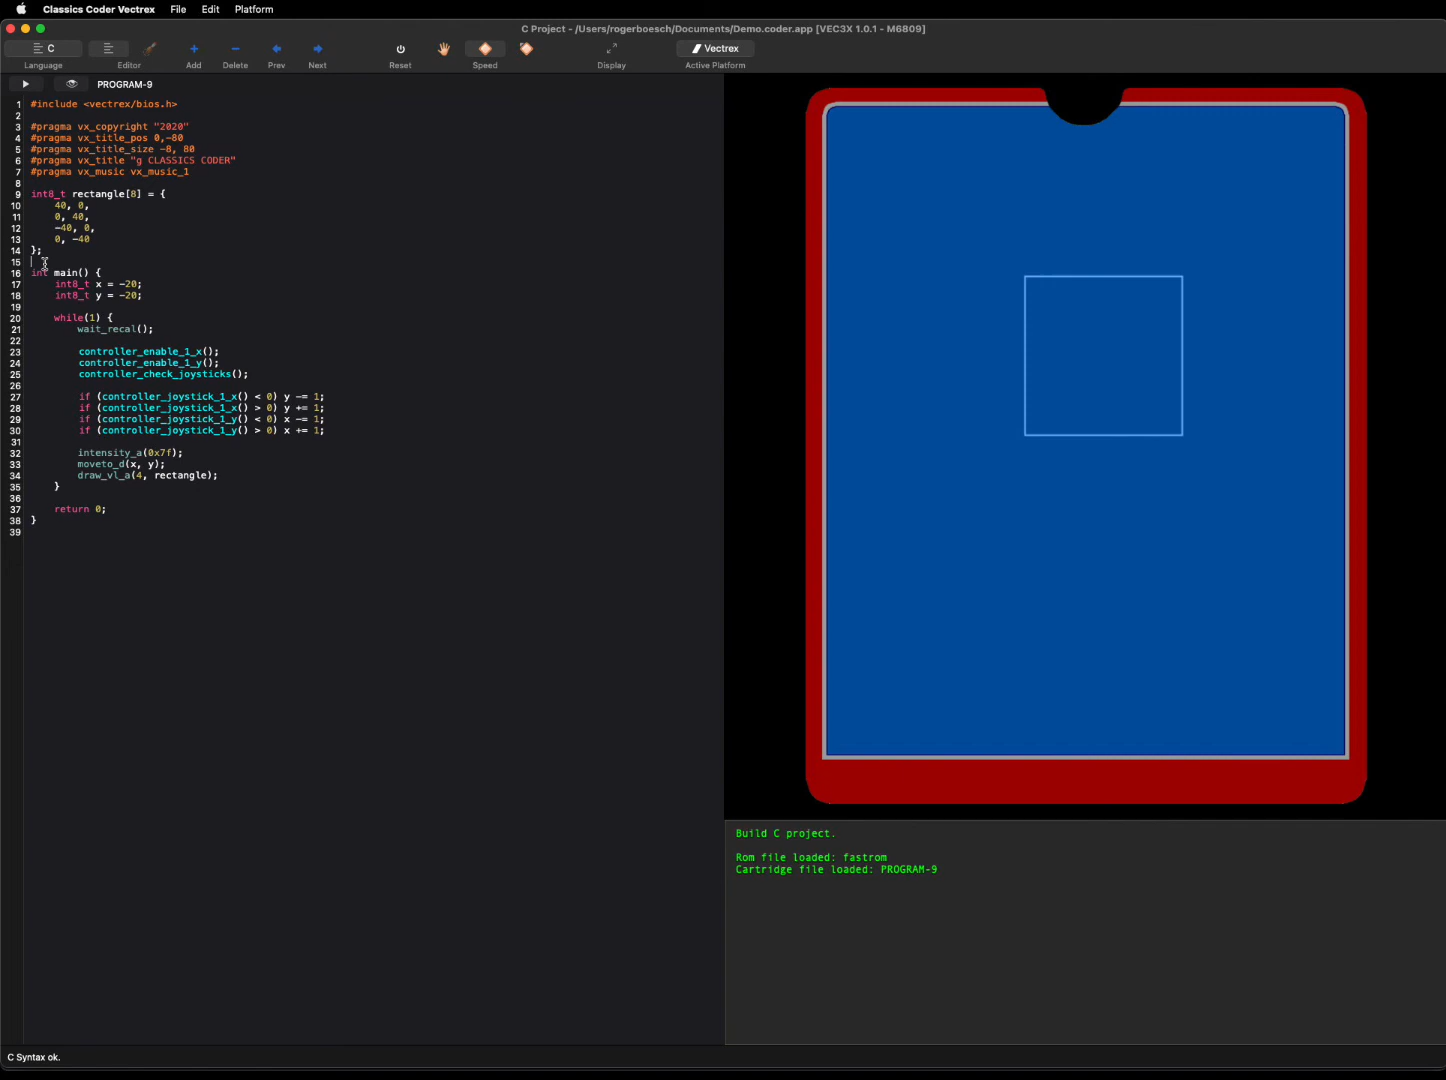 Classics Coder Vectrex File Edit Platform
C Project - /Users/rogerboesch/Documents/Demo.coder.app [VEC3X 1.0.1 - M6809]
C Vectrex
Language Editor Add Delete Prev Next Reset Speed Display Active Platform
PROGRAM-9
1 #include <vectrex/bios.h>
2
3 #pragma vx_copyright "2020"
4 #pragma vx_title_pos 0,-80
5 #pragma vx_title_size -8, 80
6 #pragma vx_title "g CLASSICS CODER"
7 #pragma vx_music vx_music_1
8
9 int8_t rectangle[8] = {
10 40, 0,
11 0, 40,
12 -40, 0,
13 0, -40
14 };
15
16 int main() {
17 int8_t x = -20;
18 int8_t y = -20;
19
20 while(1) {
21 wait_recal();
22
23 controller_enable_1_x();
24 controller_enable_1_y();
25 controller_check_joysticks();
26
27 if (controller_joystick_1_x() < 0) y -= 1;
28 if (controller_joystick_1_x() > 0) y += 1;
29 if (controller_joystick_1_y() < 0) x -= 1;
30 if (controller_joystick_1_y() > 0) x += 1;
31
32 intensity_a(0x7f);
33 moveto_d(x, y);
34 draw_vl_a(4, rectangle);
35 }
36
37 return 0;
38 }
39
Build C project.
Rom file loaded: fastrom
Cartridge file loaded: PROGRAM-9
C Syntax ok.